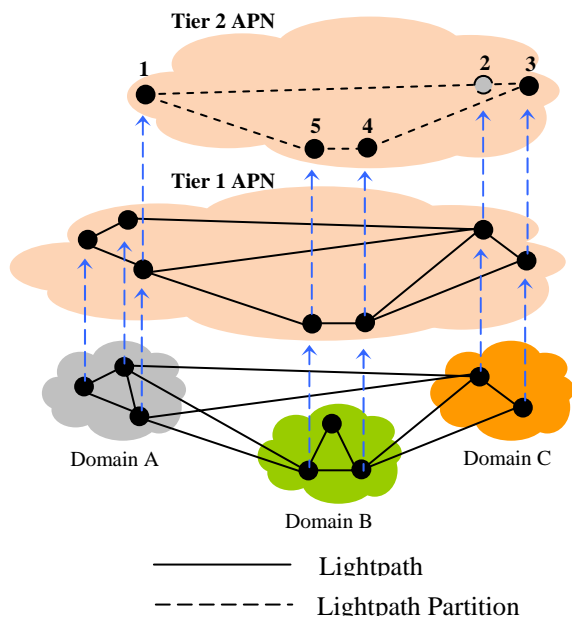 Tier 2 APN
1
2
3
5
4
Tier 1 APN
Domain A
Domain B
Domain C
Lightpath
Lightpath Partition